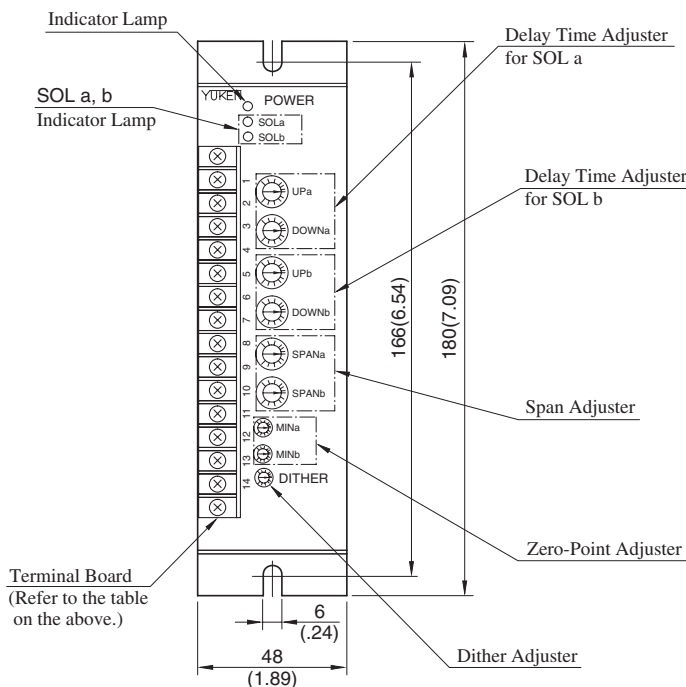 Indicator Lamp
SOL a, b
Indicator Lamp
Delay Time Adjuster
for SOL a
YUKEN
POWER
SOLa
SOLb
1
2
3
4
5
6
7
8
9
10
11
12
13
14
UPa
DOWNa
UPb
DOWNb
SPANa
SPANb
MINa
MINb
DITHER
Delay Time Adjuster
for SOL b
166(6.54)
180(7.09)
Span Adjuster
Zero-Point Adjuster
Terminal Board
(Refer to the table
on the above.)
6
(.24)
48
(1.89)
Dither Adjuster